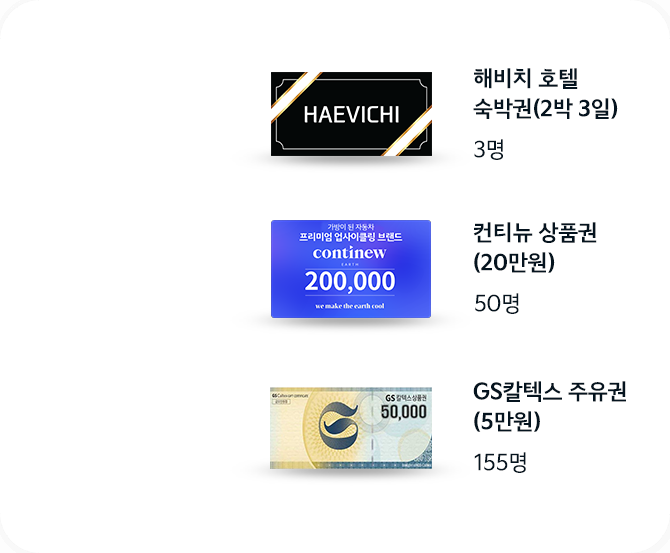 HAEVICHI
해비치 호텔
숙박권(2박 3일)
3명
가방이 된 자동차
프리미엄 업사이클링 브랜드
continew
EARTH
200,000
we make the earth cool
컨티뉴 상품권
(20만원)
50명
GS칼텍스 상품권
50,000
GS칼텍스 주유권
(5만원)
155명